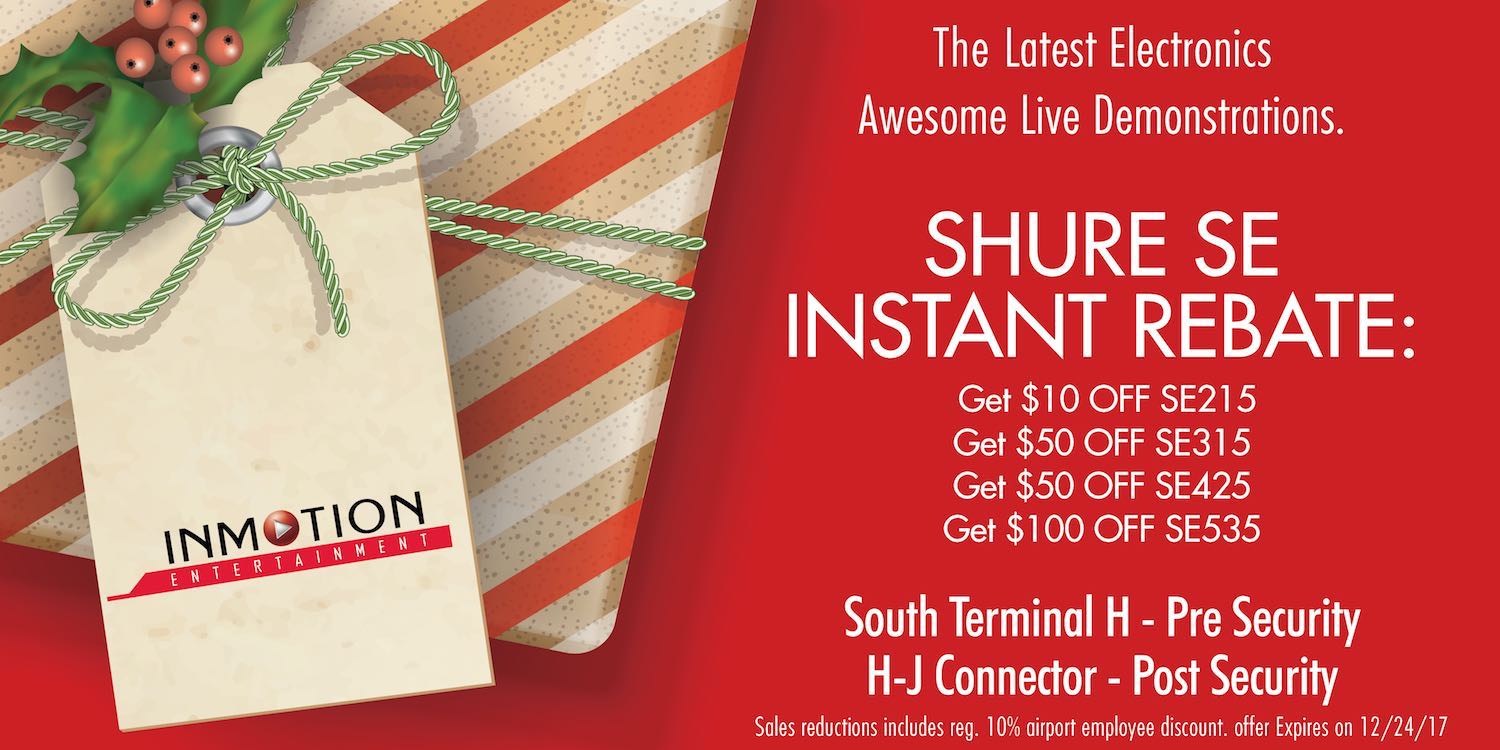 INMOTION
ENTERTAINMENT
The Latest Electronics
Awesome Live Demonstrations.
SHURE SE
INSTANT REBATE:
Get $10 OFF SE215
Get $50 OFF SE315
Get $50 OFF SE425
Get $100 OFF SE535
South Terminal H - Pre Security
H-J Connector - Post Security
Sales reductions includes reg. 10% airport employee discount. offer Expires on 12/24/17